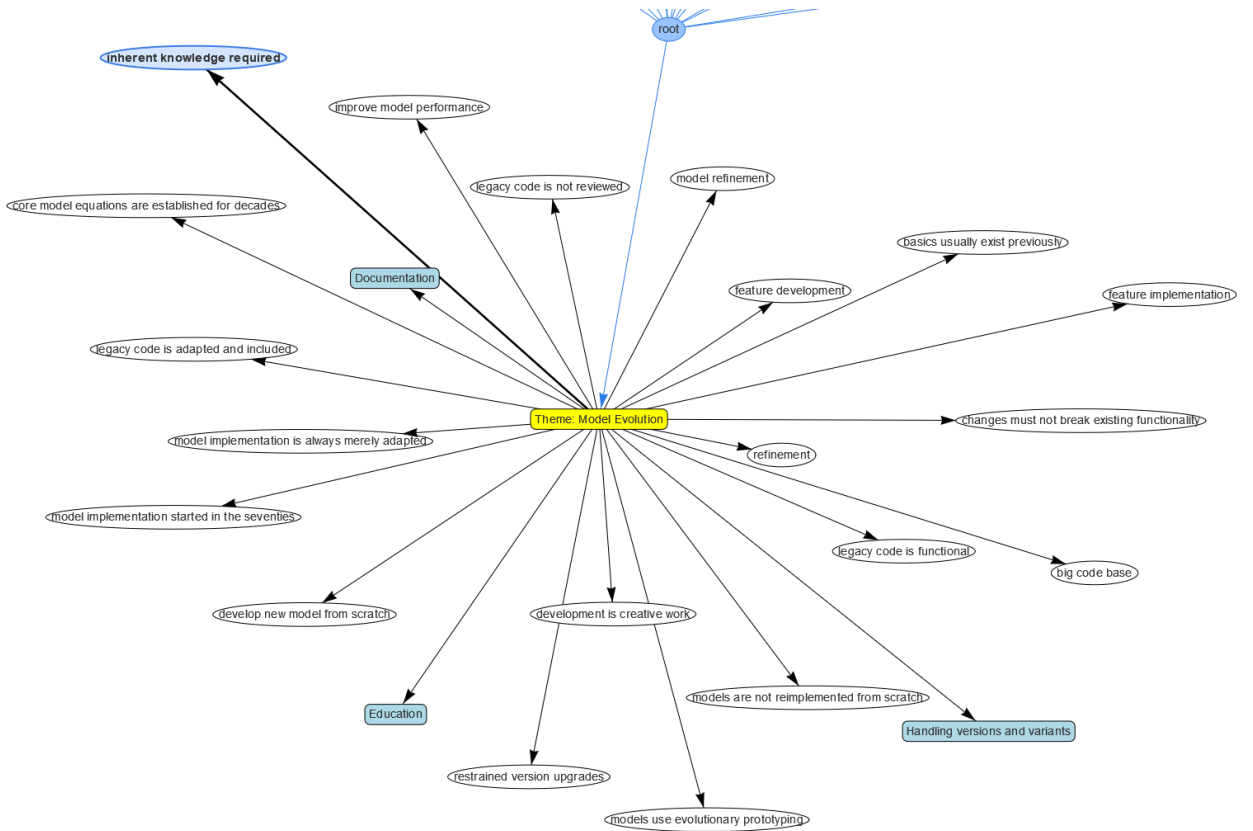 root
inherent knowledge required
improve model performance
model refinement
legacy code is not reviewed
core model equations are established for decades
basics usually exist previously
Documentation
feature development
feature implementation
legacy code is adapted and included
Theme: Model Evolution
changes must not break existing functionality
model implementation is always merely adapted
refinement
model implementation started in the seventies
legacy code is functional
big code base
develop new model from scratch
development is creative work
models are not reimplemented from scratch
Education
Handling versions and variants
restrained version upgrades
models use evolutionary prototyping